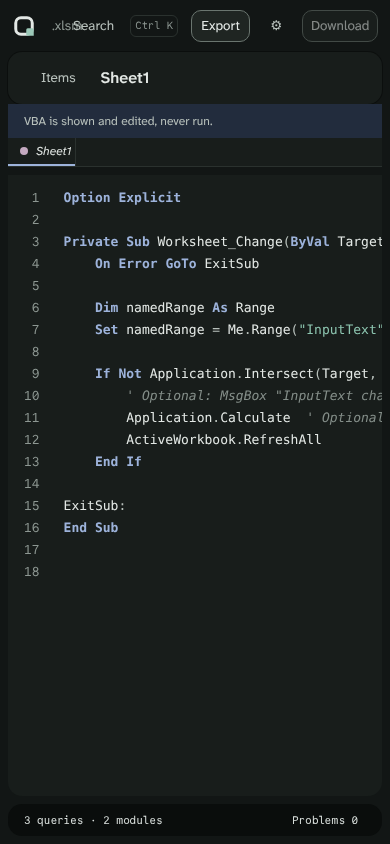 .xlsm Search Ctrl K Export Download
Items Sheet1
VBA is shown and edited, never run.
Sheet1
1 Option Explicit
2
3 Private Sub Worksheet_Change(ByVal Target
4 On Error GoTo ExitSub
5
6 Dim namedRange As Range
7 Set namedRange = Me.Range("InputText"
8
9 If Not Application.Intersect(Target,
10 ' Optional: MsgBox "InputText cha
11 Application.Calculate ' Optional
12 ActiveWorkbook.RefreshAll
13 End If
14
15 ExitSub:
16 End Sub
17
18
3 queries · 2 modules Problems 0